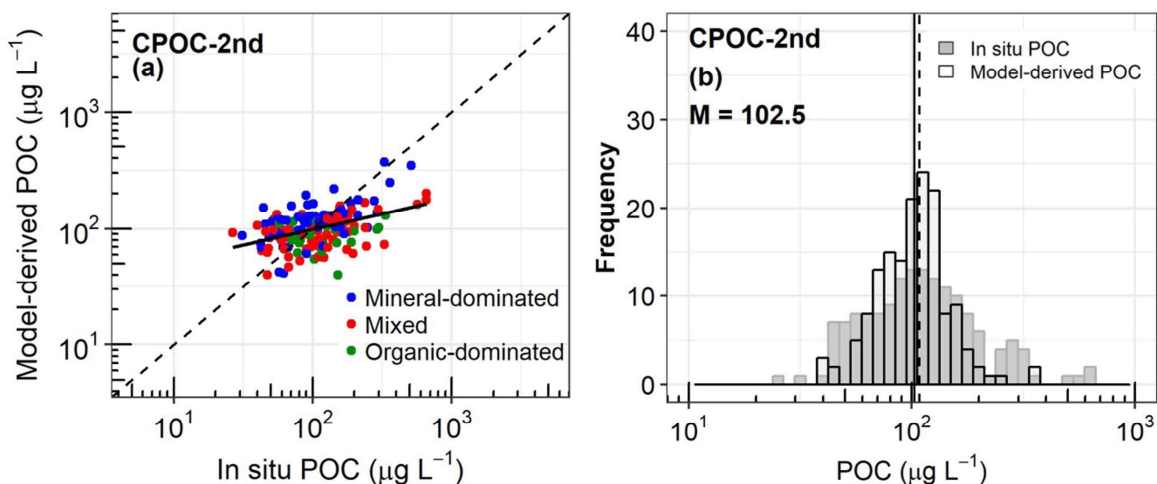 CPOC-2nd
(a)
Model-derived POC (µg L⁻¹)
10³
10²
10¹
Mineral-dominated
Mixed
Organic-dominated
10¹ 10² 10³
In situ POC (µg L⁻¹)
CPOC-2nd
(b)
M = 102.5
In situ POC
Model-derived POC
Frequency
40
30
20
10
0
10¹ 10² 10³
POC (µg L⁻¹)